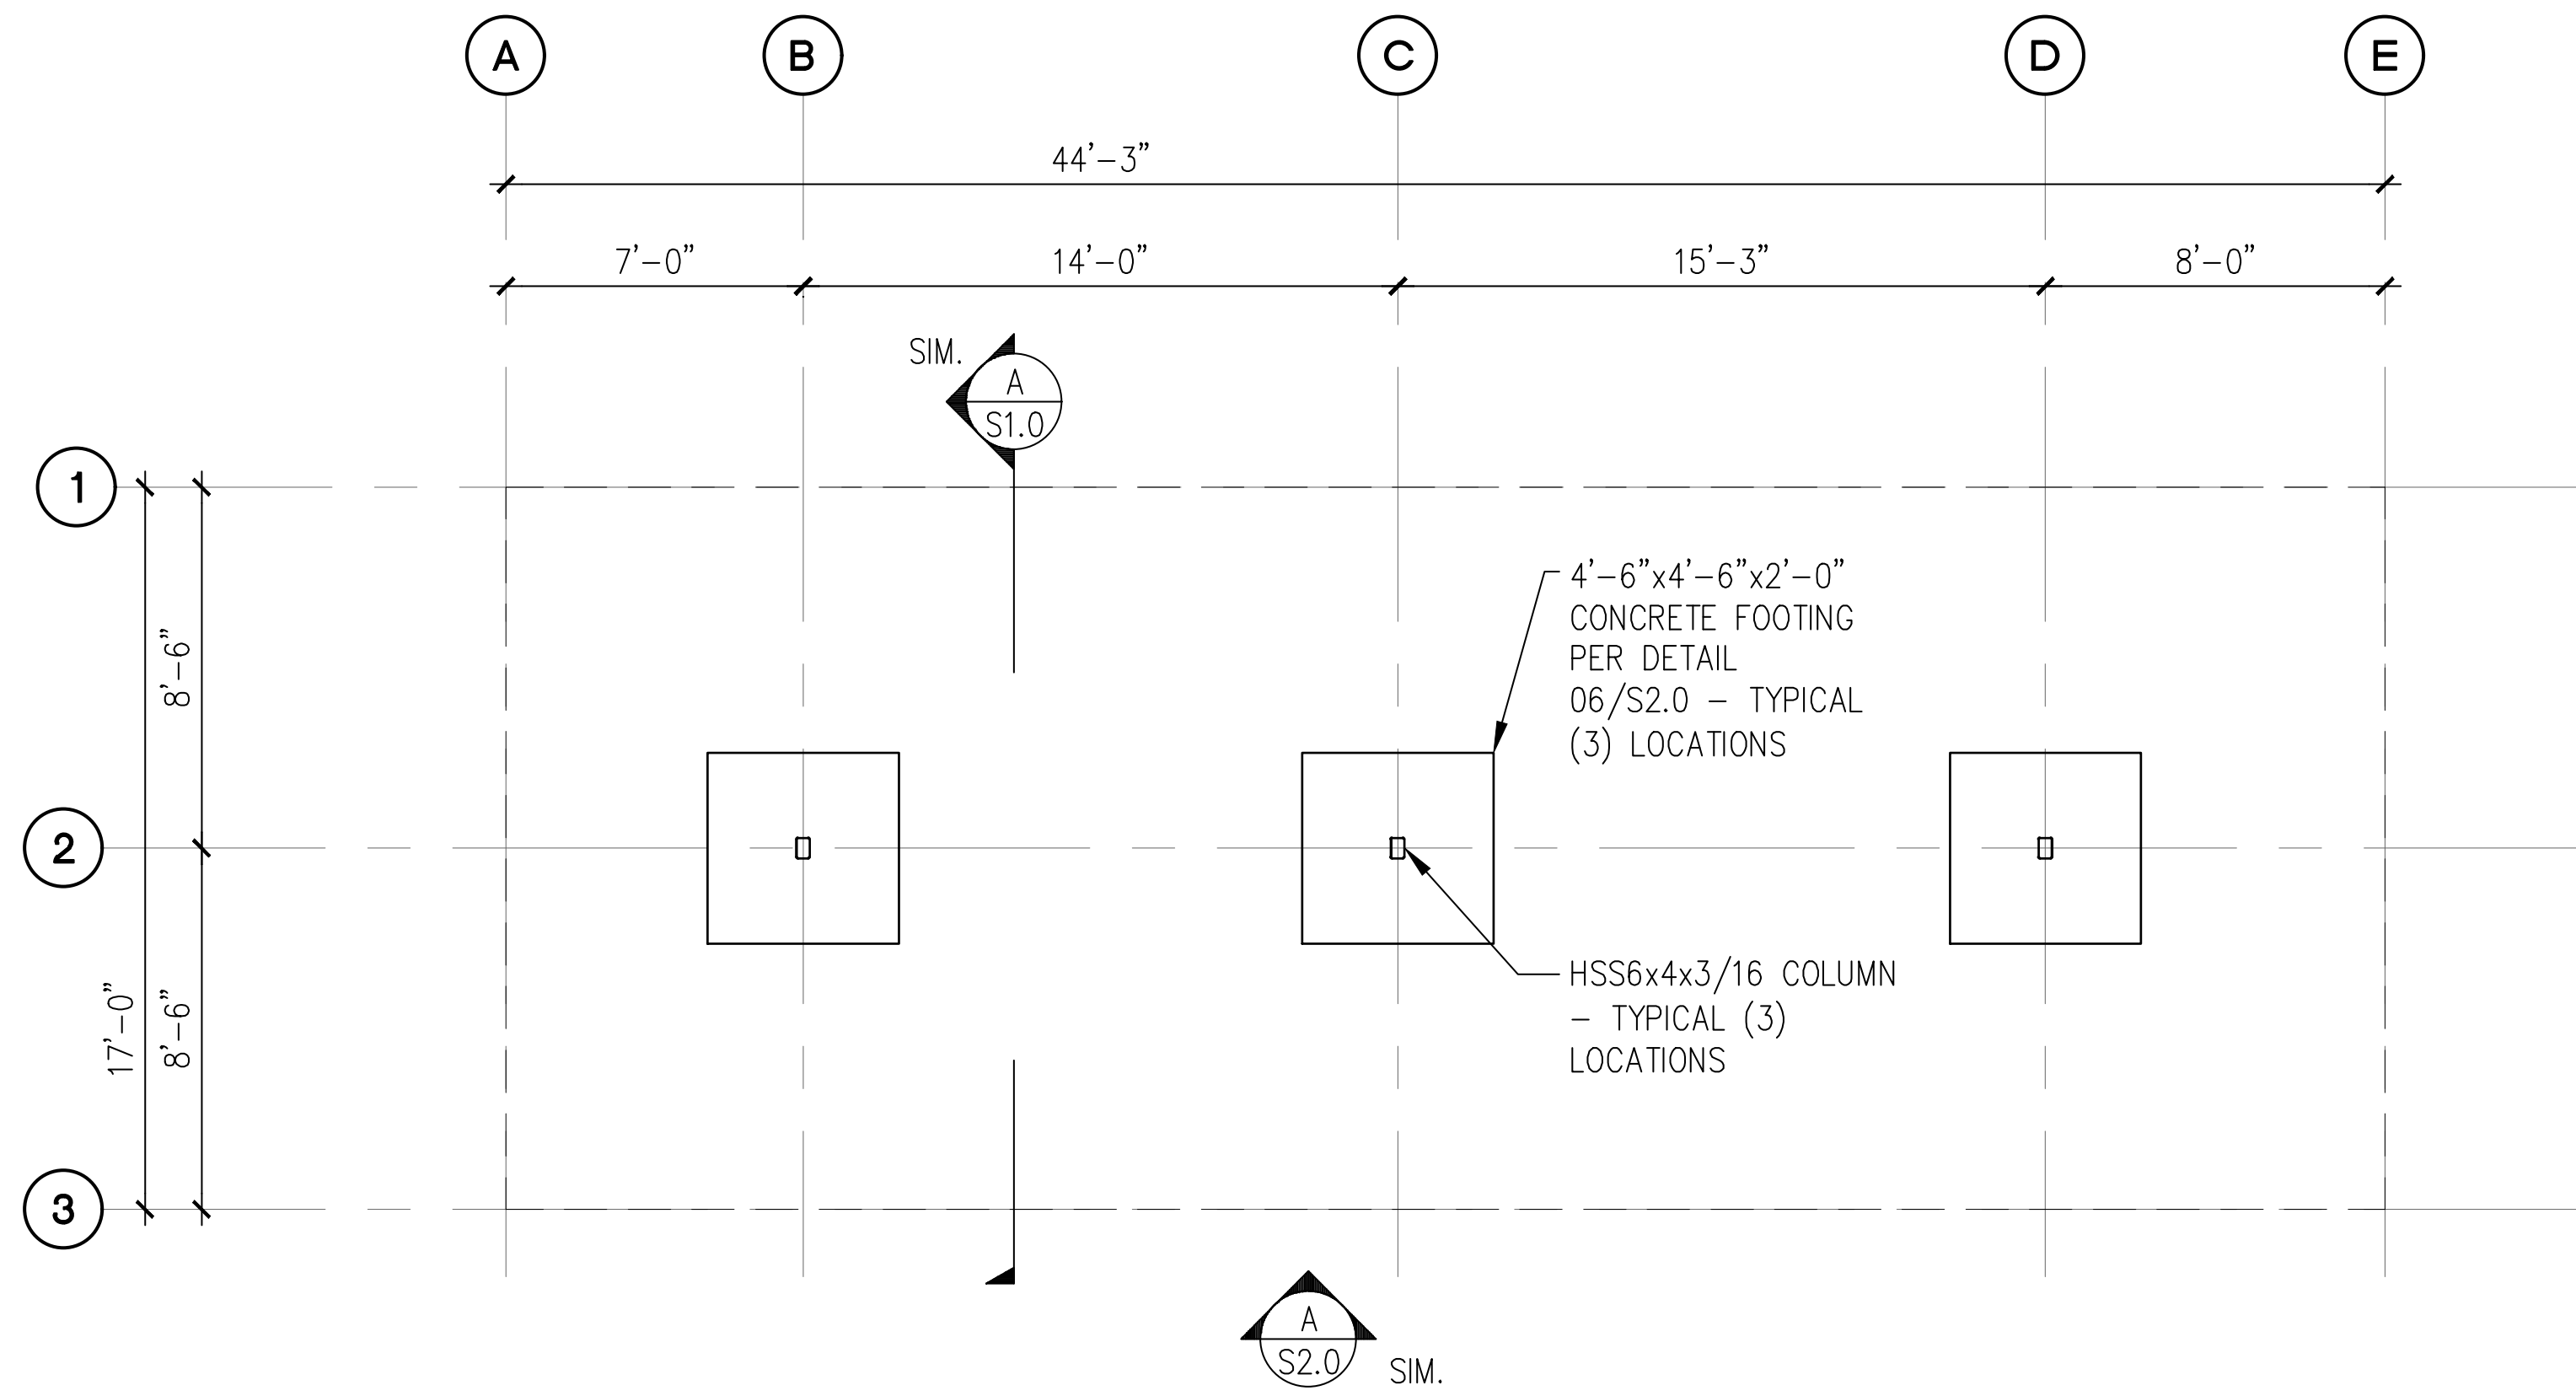 A B C D E
44'-3"
7'-0" 14'-0" 15'-3" 8'-0"
SIM.
A
S1.0
1
4'-6"x4'-6"x2'-0"
CONCRETE FOOTING
PER DETAIL
06/S2.0 - TYPICAL
(3) LOCATIONS
8'-6"
2
HSS6x4x3/16 COLUMN
- TYPICAL (3)
LOCATIONS
17'-0"
8'-6"
3
A
S2.0
SIM.